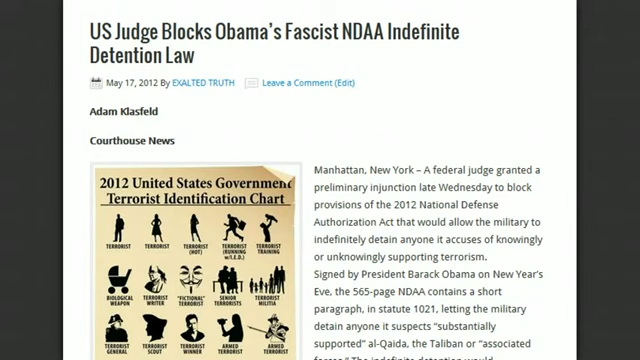 US Judge Blocks Obama's Fascist NDAA Indefinite
Detention Law
May 17, 2012 By EXALTED TRUTH Leave a Comment (Edit)
Adam Klasfeld
Courthouse News
2012 United States Government
Terrorist Identification Chart
TERRORIST TERRORIST TERRORIST (HOT) TERRORIST (RUNNING w/I.E.D.) TERRORIST TRAINING
BIOLOGICAL WEAPON TERRORIST WRITER "FICTIONAL" TERRORIST SENIOR TERRORISTS TERRORIST MILITIA
TERRORIST GENERAL TERRORIST SCOUT TERRORIST WINNER ARMED TERRORIST ARMED TERRORIST
Manhattan, New York – A federal judge granted a
preliminary injunction late Wednesday to block
provisions of the 2012 National Defense
Authorization Act that would allow the military to
indefinitely detain anyone it accuses of knowingly
or unknowingly supporting terrorism.
Signed by President Barack Obama on New Year's
Eve, the 565-page NDAA contains a short
paragraph, in statute 1021, letting the military
detain anyone it suspects "substantially
supported" al-Qaida, the Taliban or "associated
forces." The indefinite detention would